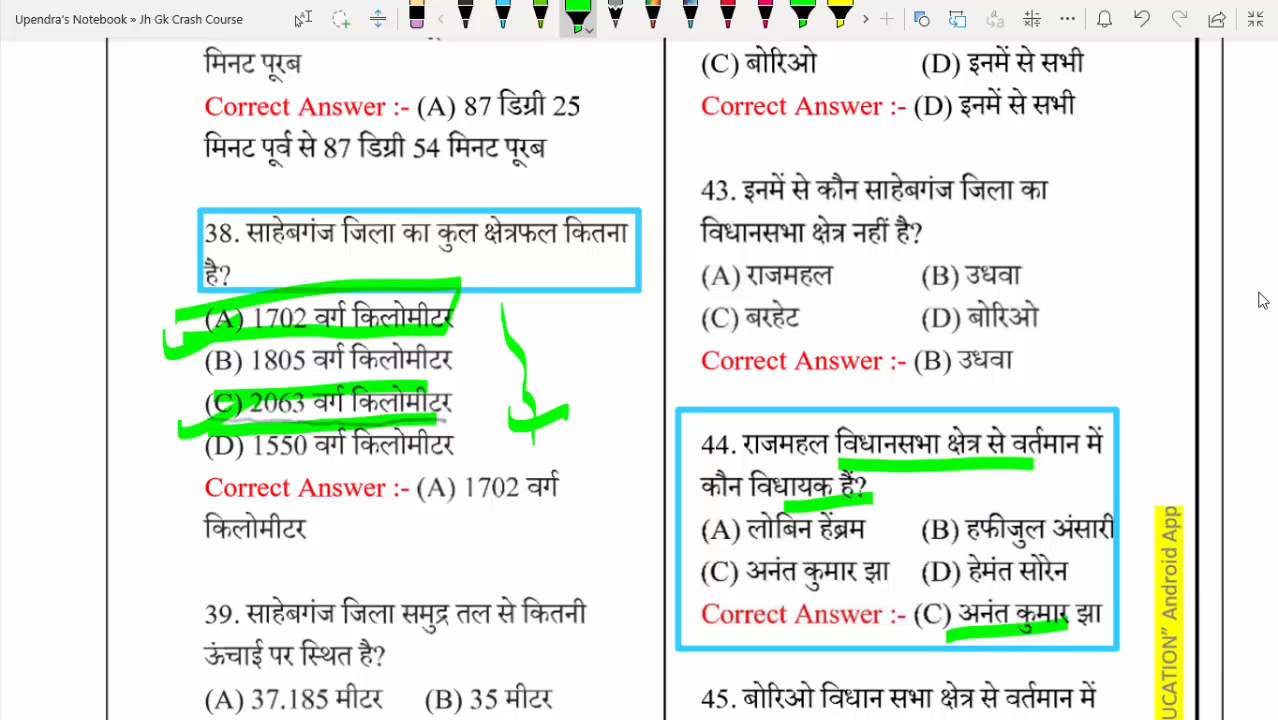 Upendra's Notebook » Jh Gk Crash Course
मिनट पूरब
Correct Answer :- (A) 87 डिग्री 25
मिनट पूर्व से 87 डिग्री 54 मिनट पूरब
38. साहेबगंज जिला का कुल क्षेत्रफल कितना
है?
(A) 1702 वर्ग किलोमीटर
(B) 1805 वर्ग किलोमीटर
(C) 2063 वर्ग किलोमीटर
(D) 1550 वर्ग किलोमीटर
Correct Answer :- (A) 1702 वर्ग
किलोमीटर
39. साहेबगंज जिला समुद्र तल से कितनी
ऊंचाई पर स्थित है?
(A) 37.185 मीटर (B) 35 मीटर
(C) बोरिओ (D) इनमें से सभी
Correct Answer :- (D) इनमें से सभी
43. इनमें से कौन साहेबगंज जिला का
विधानसभा क्षेत्र नहीं है?
(A) राजमहल (B) उधवा
(C) बरहेट (D) बोरिओ
Correct Answer :- (B) उधवा
44. राजमहल विधानसभा क्षेत्र से वर्तमान में
कौन विधायक हैं?
(A) लोबिन हेंब्रम (B) हफीजुल अंसारी
(C) अनंत कुमार झा (D) हेमंत सोरेन
Correct Answer :- (C) अनंत कुमार झा
45. बोरिओ विधान सभा क्षेत्र से वर्तमान में
UCATION" Android App